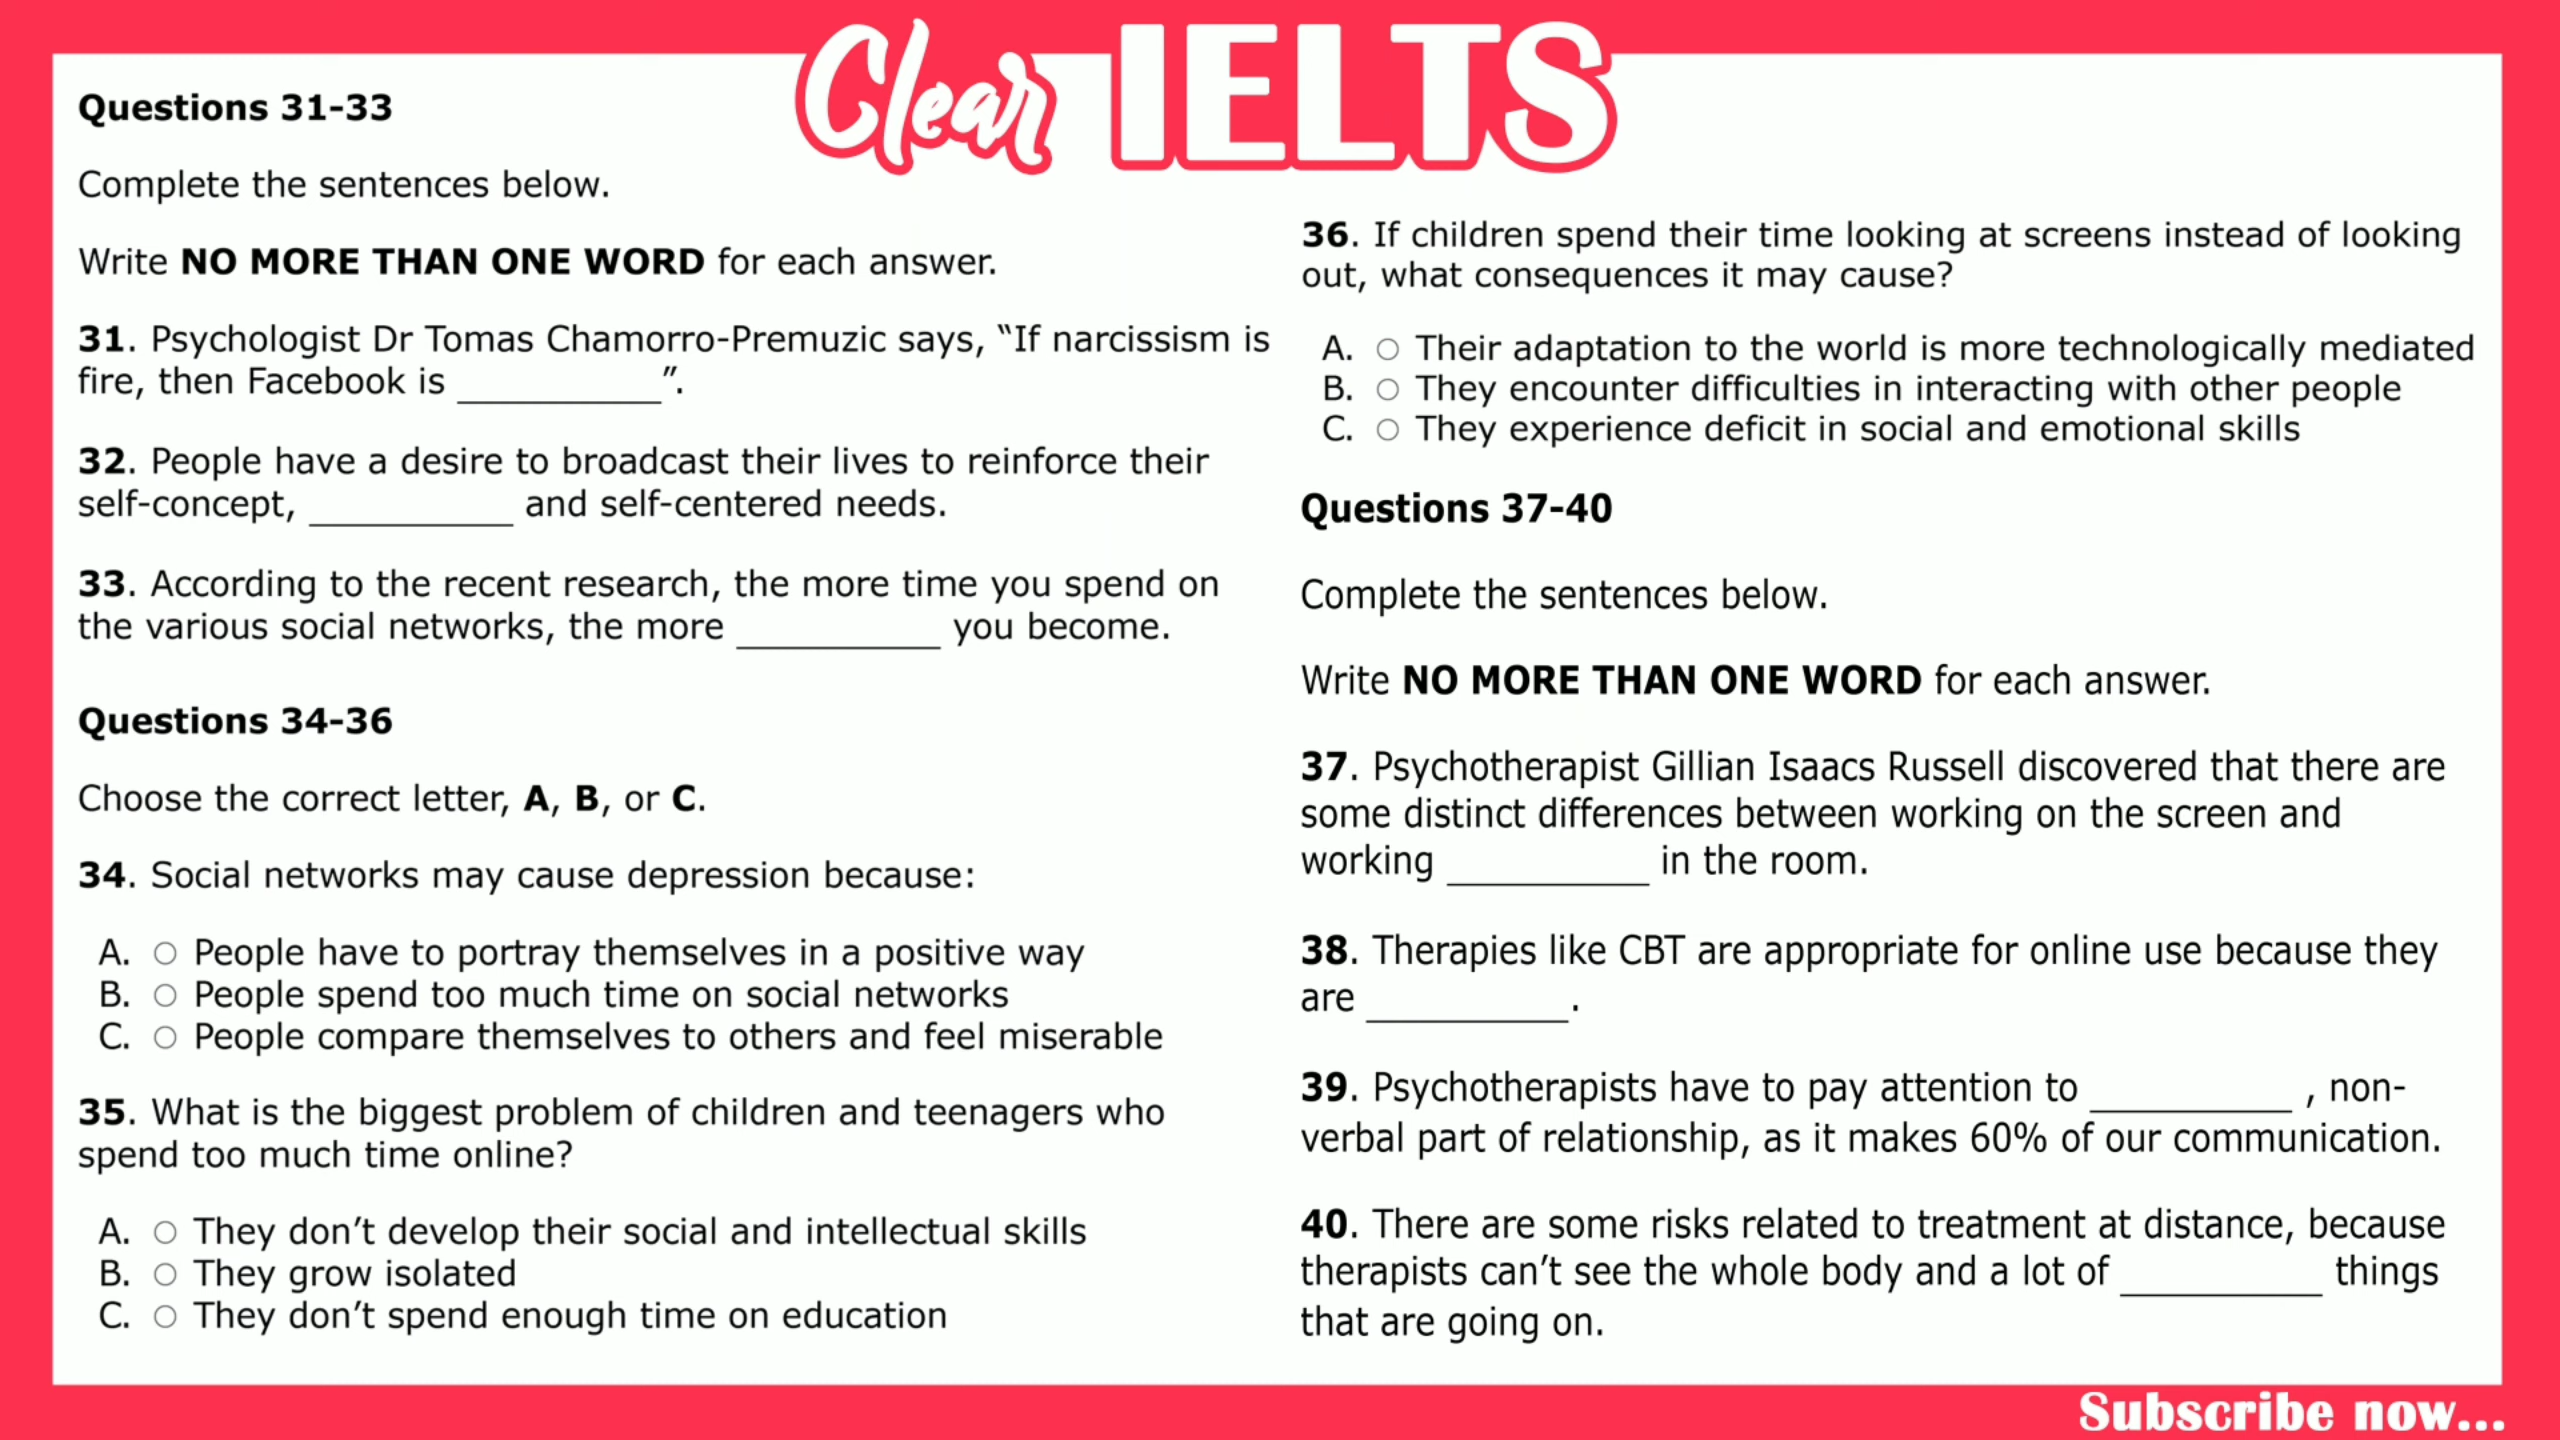 Clear IELTS
Questions 31-33
Complete the sentences below.
Write NO MORE THAN ONE WORD for each answer.
31. Psychologist Dr Tomas Chamorro-Premuzic says, “If narcissism is
fire, then Facebook is ___________”.
32. People have a desire to broadcast their lives to reinforce their
self-concept, ___________ and self-centered needs.
33. According to the recent research, the more time you spend on
the various social networks, the more ___________ you become.
Questions 34-36
Choose the correct letter, A, B, or C.
34. Social networks may cause depression because:
A. ○ People have to portray themselves in a positive way
B. ○ People spend too much time on social networks
C. ○ People compare themselves to others and feel miserable
35. What is the biggest problem of children and teenagers who
spend too much time online?
A. ○ They don’t develop their social and intellectual skills
B. ○ They grow isolated
C. ○ They don’t spend enough time on education
36. If children spend their time looking at screens instead of looking
out, what consequences it may cause?
A. ○ Their adaptation to the world is more technologically mediated
B. ○ They encounter difficulties in interacting with other people
C. ○ They experience deficit in social and emotional skills
Questions 37-40
Complete the sentences below.
Write NO MORE THAN ONE WORD for each answer.
37. Psychotherapist Gillian Isaacs Russell discovered that there are
some distinct differences between working on the screen and
working ___________ in the room.
38. Therapies like CBT are appropriate for online use because they
are ___________.
39. Psychotherapists have to pay attention to ___________ , non-
verbal part of relationship, as it makes 60% of our communication.
40. There are some risks related to treatment at distance, because
therapists can’t see the whole body and a lot of ___________ things
that are going on.
Subscribe now...